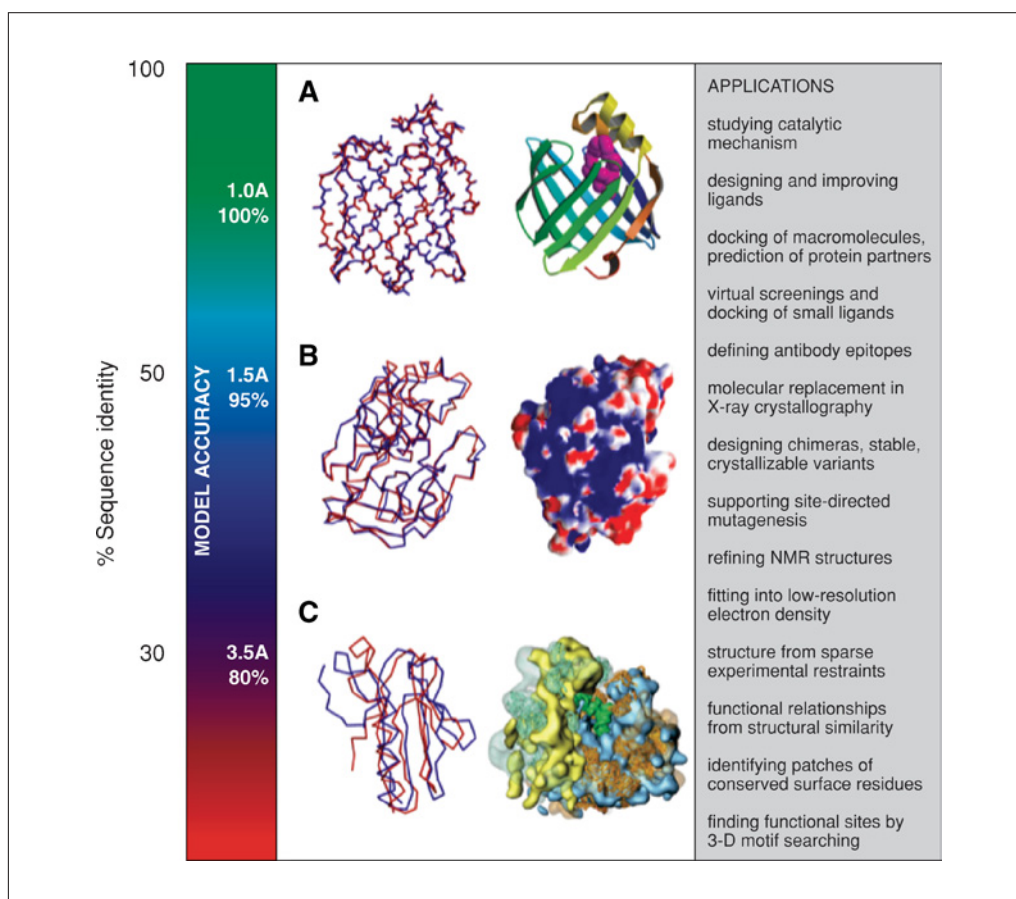 100
50
30
% Sequence identity
MODEL ACCURACY
1.0A
100%
1.5A
95%
3.5A
80%
A
B
C
APPLICATIONS
studying catalytic
mechanism
designing and improving
ligands
docking of macromolecules,
prediction of protein partners
virtual screenings and
docking of small ligands
defining antibody epitopes
molecular replacement in
X-ray crystallography
designing chimeras, stable,
crystallizable variants
supporting site-directed
mutagenesis
refining NMR structures
fitting into low-resolution
electron density
structure from sparse
experimental restraints
functional relationships
from structural similarity
identifying patches of
conserved surface residues
finding functional sites by
3-D motif searching